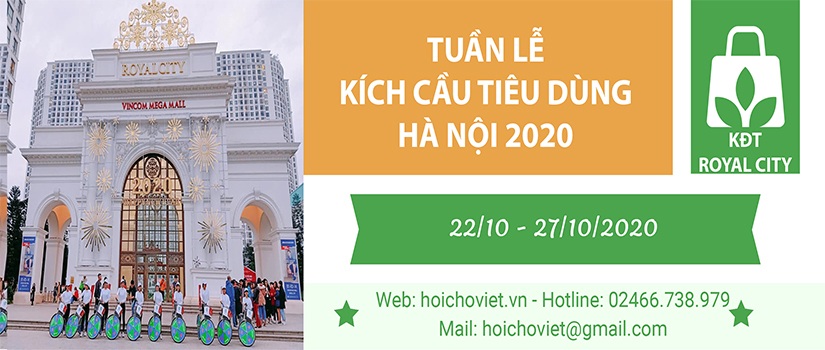 ROYAL CITY
VINCOM MEGA MALL
TUẦN LỄ
KÍCH CẦU TIÊU DÙNG
HÀ NỘI 2020
KĐT
ROYAL CITY
22/10 - 27/10/2020
Web: hoichoviet.vn - Hotline: 02466.738.979
Mail: hoichoviet@gmail.com